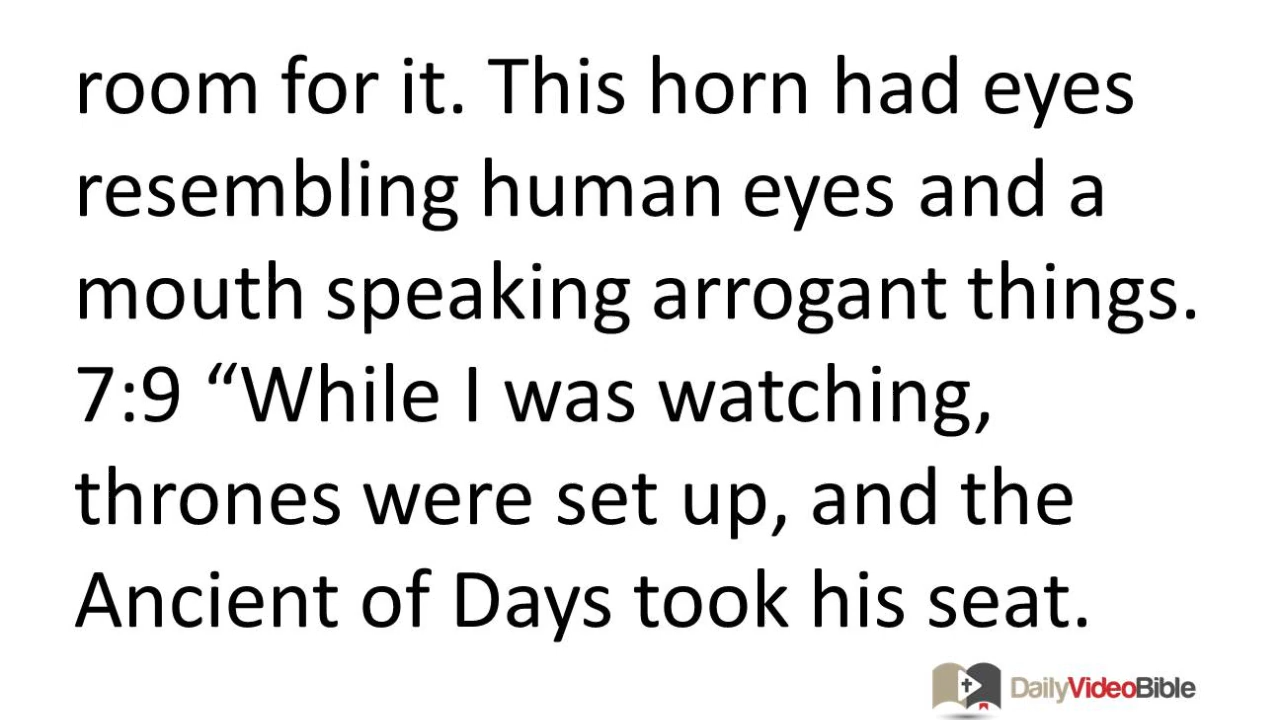 room for it. This horn had eyes
resembling human eyes and a
mouth speaking arrogant things.
7:9 “While I was watching,
thrones were set up, and the
Ancient of Days took his seat.
DailyVideoBible